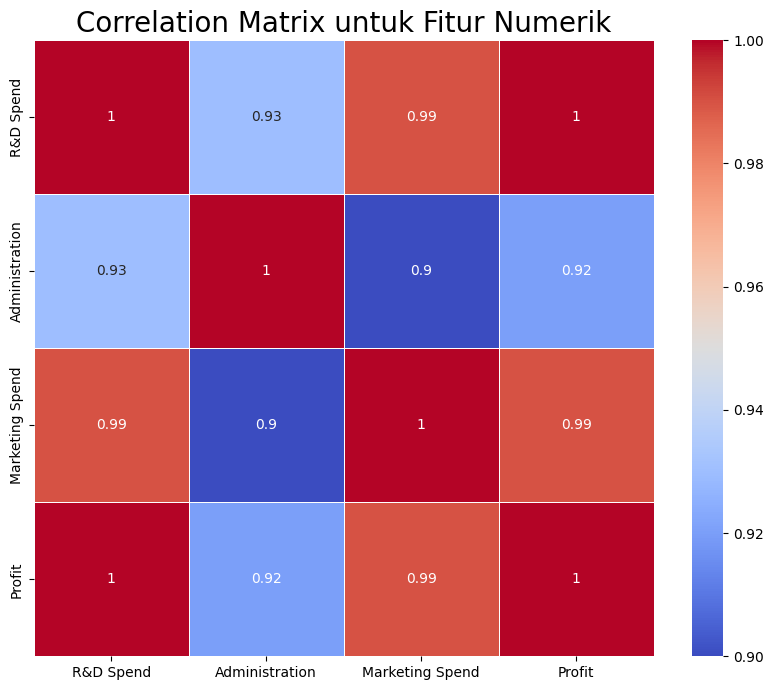 Correlation Matrix untuk Fitur Numerik
R&D Spend
1
0.93
0.99
1
Administration
0.93
1
0.9
0.92
Marketing Spend
0.99
0.9
1
0.99
Profit
1
0.92
0.99
1
R&D Spend
Administration
Marketing Spend
Profit
1.00
0.98
0.96
0.94
0.92
0.90